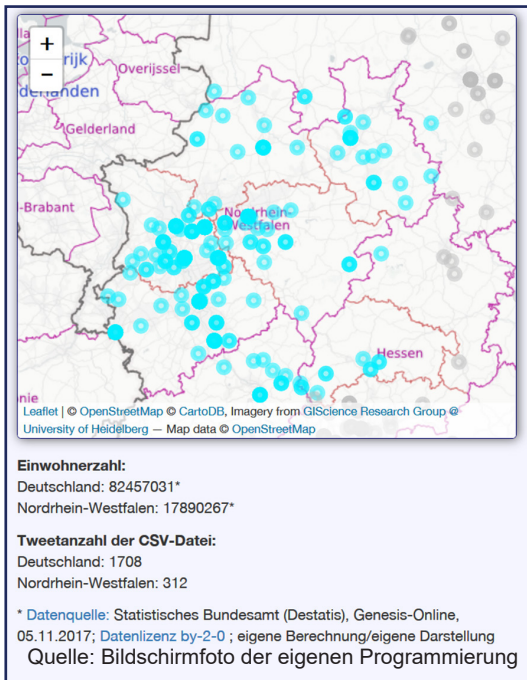 +
−
Overijssel
Gelderland
-Brabant
Nordrhein-
Westfalen
Hessen
nie
Leaflet | © OpenStreetMap © CartoDB, Imagery from GIScience Research Group @
University of Heidelberg — Map data © OpenStreetMap
Einwohnerzahl:
Deutschland: 82457031*
Nordrhein-Westfalen: 17890267*
Tweetanzahl der CSV-Datei:
Deutschland: 1708
Nordrhein-Westfalen: 312
* Datenquelle: Statistisches Bundesamt (Destatis), Genesis-Online,
05.11.2017; Datenlizenz by-2-0 ; eigene Berechnung/eigene Darstellung
Quelle: Bildschirmfoto der eigenen Programmierung